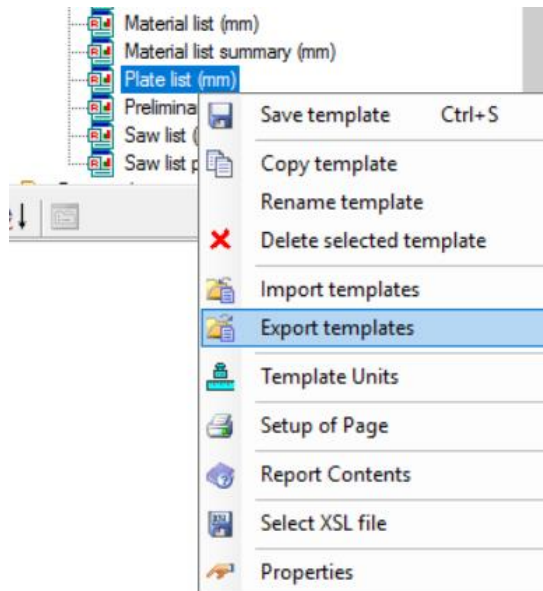 Material list (mm)
Material list summary (mm)
Plate list (mm)
Prelimina
Saw list (
Saw list p
Save template Ctrl+S
Copy template
Rename template
Delete selected template
Import templates
Export templates
Template Units
Setup of Page
Report Contents
Select XSL file
Properties